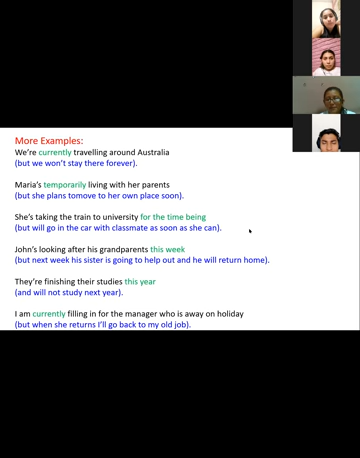 More Examples:
We're currently travelling around Australia
(but we won't stay there forever).
Maria's temporarily living with her parents
(but she plans tomove to her own place soon).
She's taking the train to university for the time being
(but will go in the car with classmate as soon as she can).
John's looking after his grandparents this week
(but next week his sister is going to help out and he will return home).
They're finishing their studies this year
(and will not study next year).
I am currently filling in for the manager who is away on holiday
(but when she returns I'll go back to my old job).